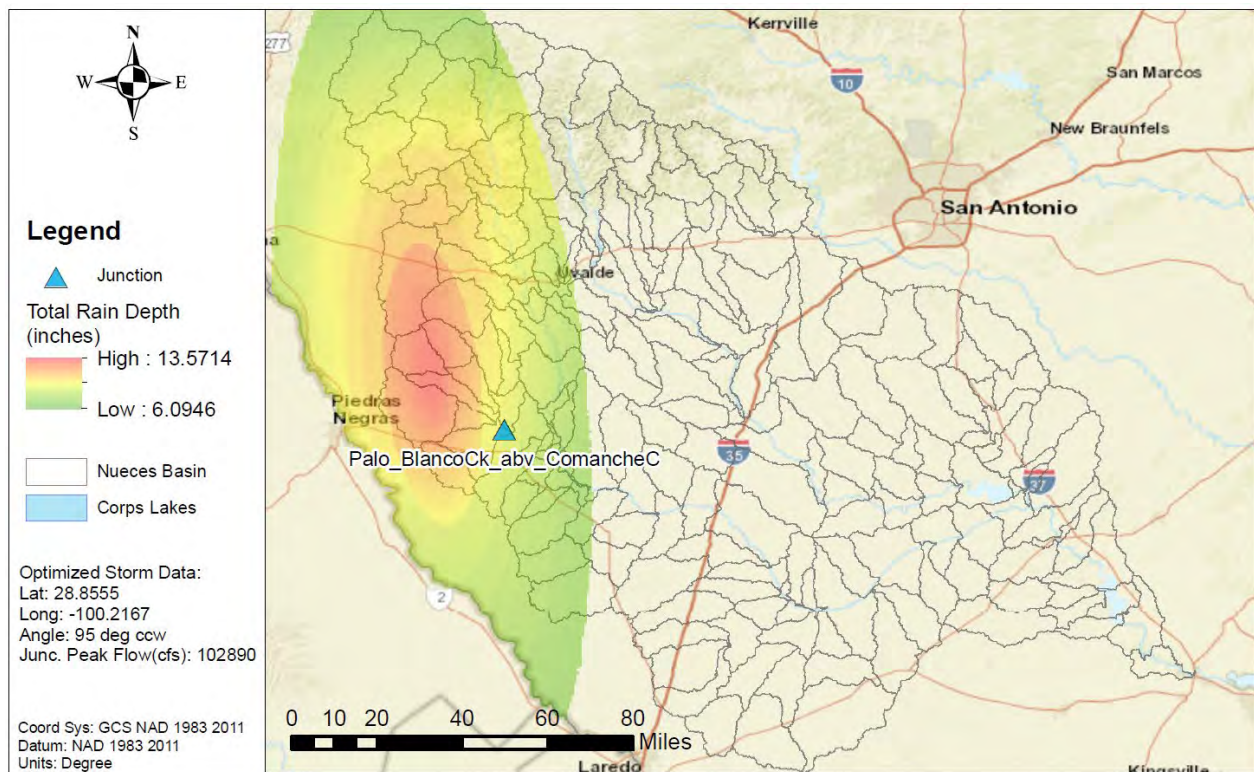 N
W
E
S
Legend
Junction
Total Rain Depth
(inches)
High : 13.5714
Low : 6.0946
Nueces Basin
Corps Lakes
Optimized Storm Data:
Lat: 28.8555
Long: -100.2167
Angle: 95 deg ccw
Junc. Peak Flow(cfs): 102890
Coord Sys: GCS NAD 1983 2011
Datum: NAD 1983 2011
Units: Degree
277
Kerrville
10
San Marcos
New Braunfels
San Antonio
na
Uvalde
Piedras
Negras
Palo_BlancoCk_abv_ComancheC
35
37
2
0 10 20 40 60 80
Miles
Laredo
Kingsville